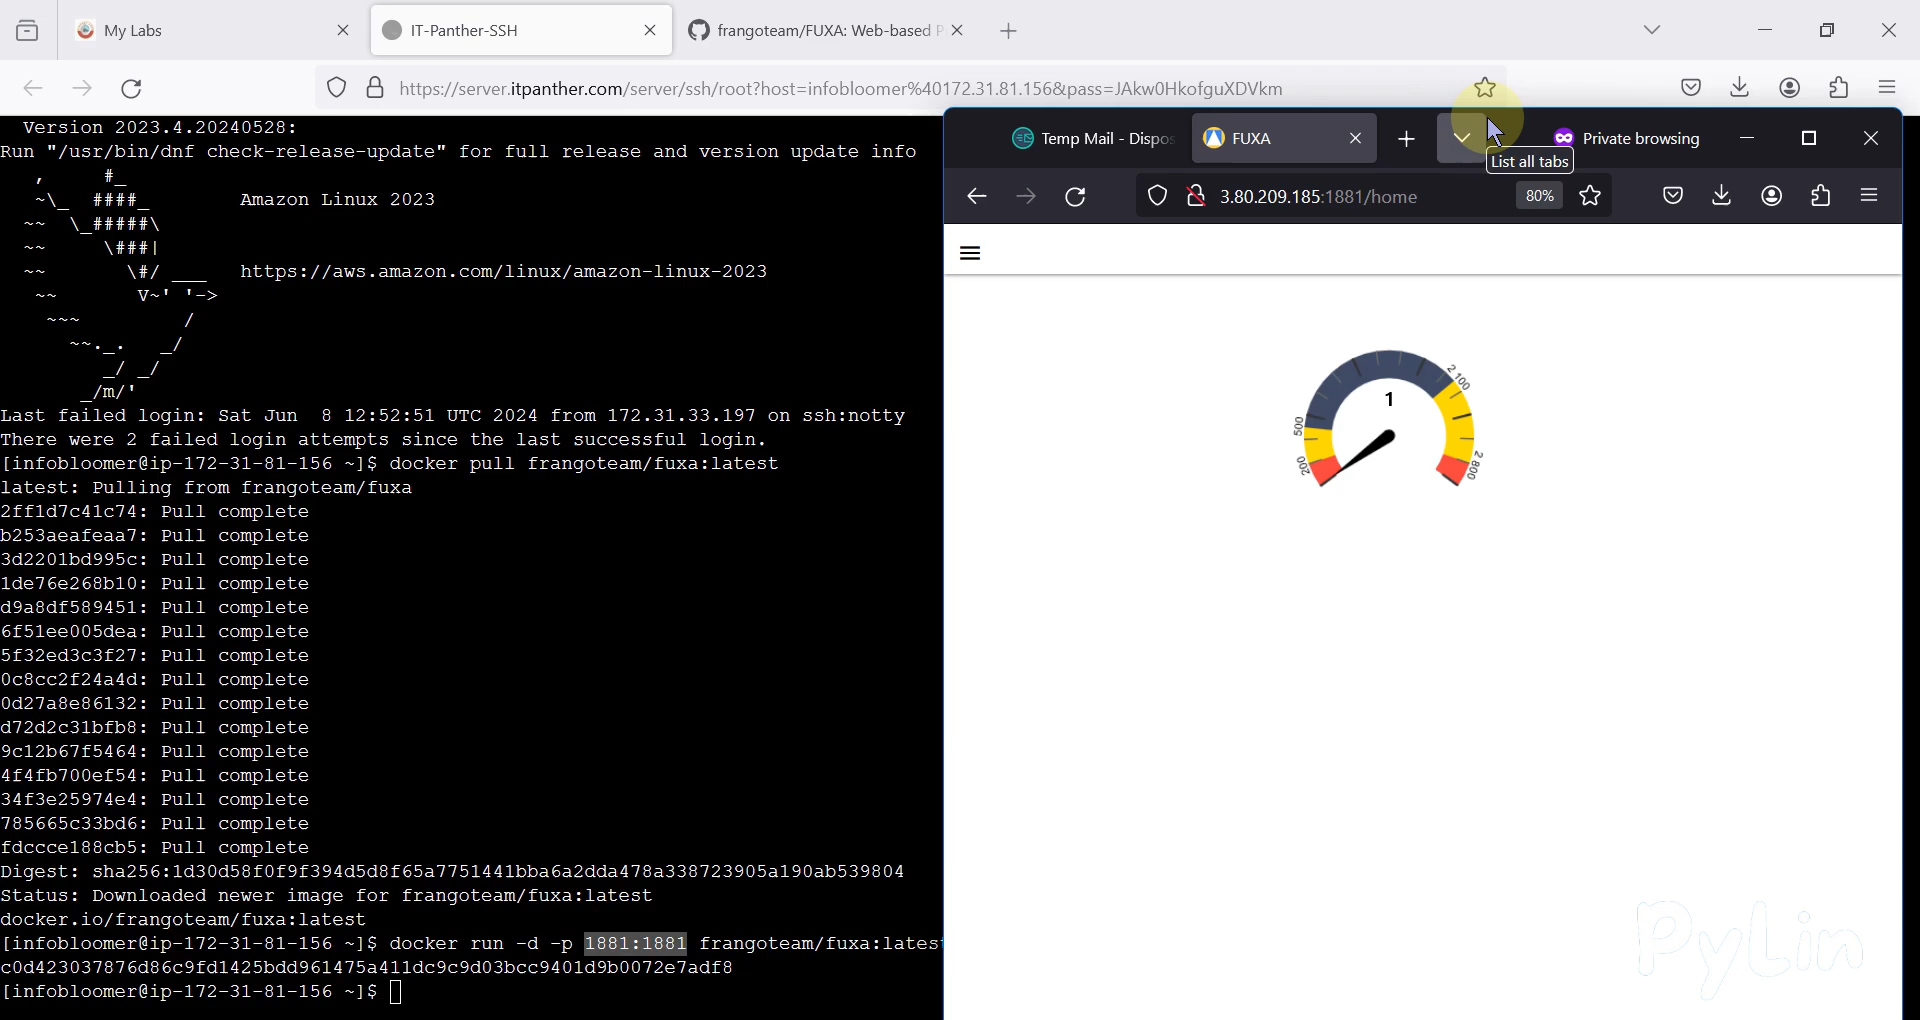 My Labs
IT-Panther-SSH
frangoteam/FUXA: Web-based P
https://server.itpanther.com/server/ssh/root?host=infobloomer%40172.31.81.156&pass=JAkw0HkofguXDVkm
Version 2023.4.20240528:
Run "/usr/bin/dnf check-release-update" for full release and version update info
   ,     #_
   ~\_  ####_        Amazon Linux 2023
  ~~  \_#####\
  ~~     \###|
  ~~       \#/ ___   https://aws.amazon.com/linux/amazon-linux-2023
   ~~       V~' '->
    ~~~         /
      ~~._.   _/
         _/ _/
       _/m/'
Last failed login: Sat Jun  8 12:52:51 UTC 2024 from 172.31.33.197 on ssh:notty
There were 2 failed login attempts since the last successful login.
[infobloomer@ip-172-31-81-156 ~]$ docker pull frangoteam/fuxa:latest
latest: Pulling from frangoteam/fuxa
2ff1d7c41c74: Pull complete
b253aeafeaa7: Pull complete
3d2201bd995c: Pull complete
1de76e268b10: Pull complete
d9a8df589451: Pull complete
6f51ee005dea: Pull complete
5f32ed3c3f27: Pull complete
0c8cc2f24a4d: Pull complete
0d27a8e86132: Pull complete
d72d2c31bfb8: Pull complete
9c12b67f5464: Pull complete
4f4fb700ef54: Pull complete
34f3e25974e4: Pull complete
785665c33bd6: Pull complete
fdccce188cb5: Pull complete
Digest: sha256:1d30d58f0f9f394d5d8f65a7751441bba6a2dda478a338723905a190ab539804
Status: Downloaded newer image for frangoteam/fuxa:latest
docker.io/frangoteam/fuxa:latest
[infobloomer@ip-172-31-81-156 ~]$ docker run -d -p 1881:1881 frangoteam/fuxa:latest
c0d423037876d86c9fd1425bdd961475a411dc9c9d03bcc9401d9b0072e7adf8
[infobloomer@ip-172-31-81-156 ~]$
Temp Mail - Dispos
FUXA
Private browsing
List all tabs
3.80.209.185:1881/home
80%
2 100
1
500
200
2 800
PyLin